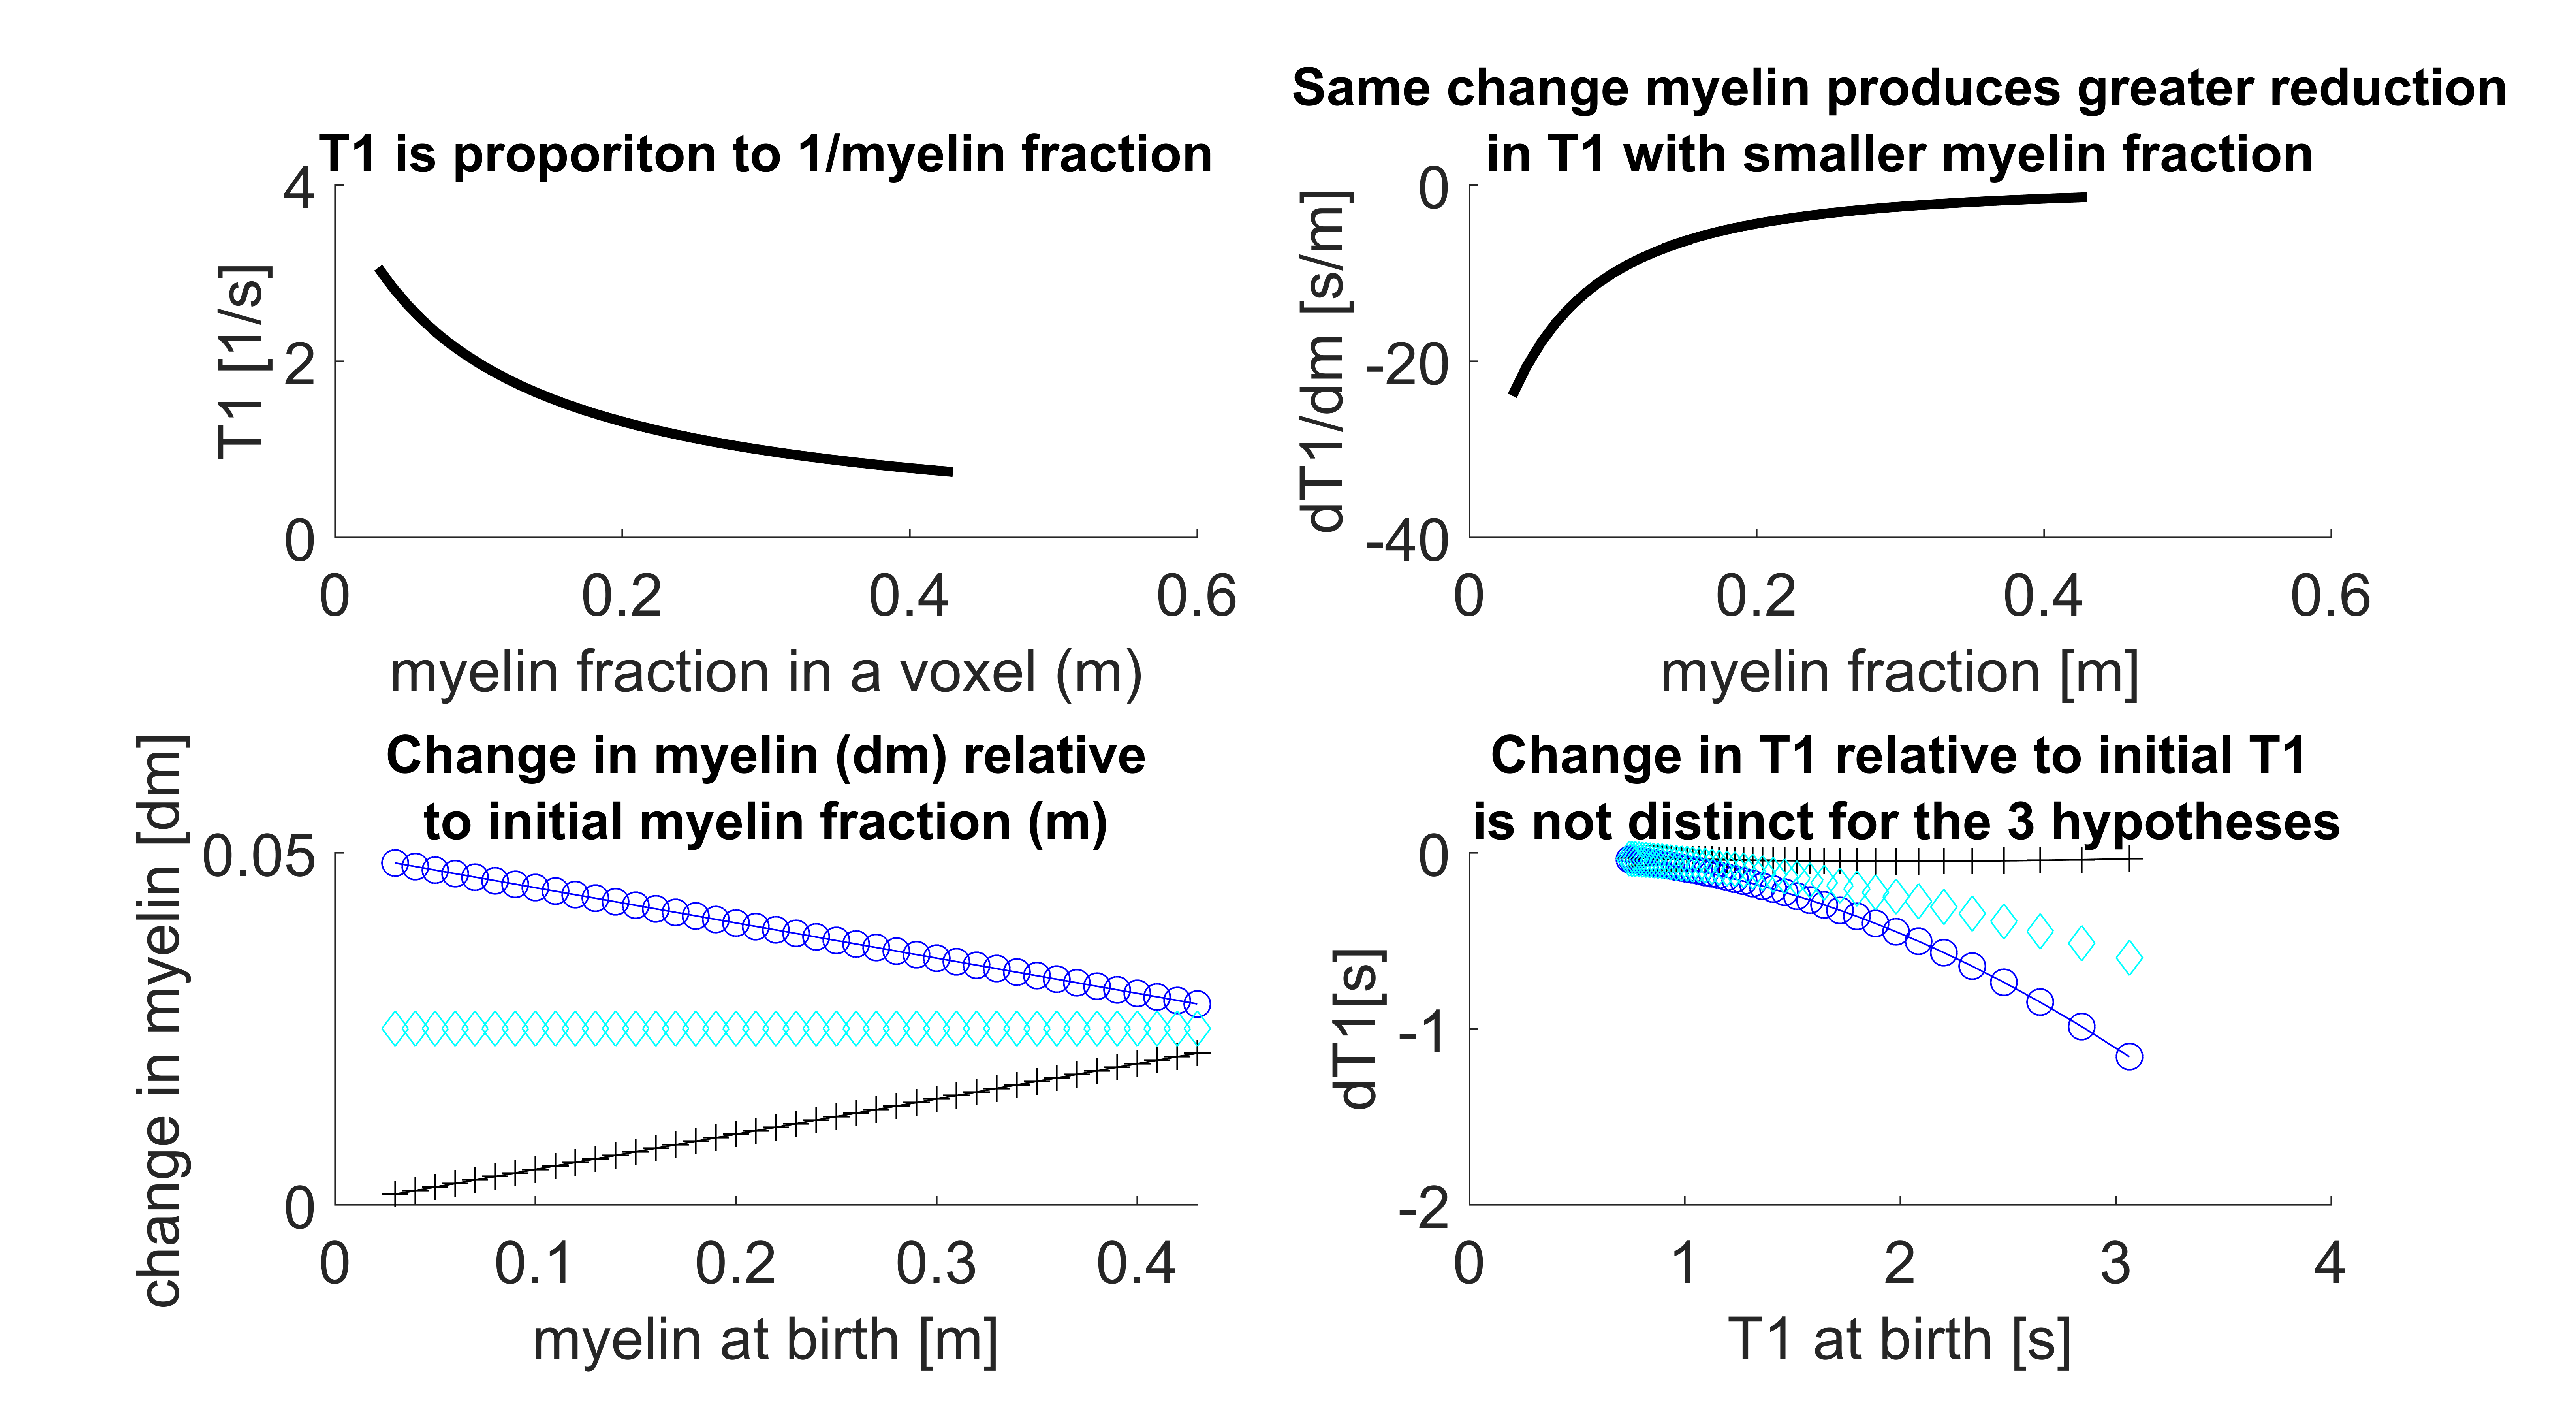 T1 is proporiton to 1/myelin fraction
4
2
0
T1 [1/s]
0 0.2 0.4 0.6
myelin fraction in a voxel (m)
Same change myelin produces greater reduction
in T1 with smaller myelin fraction
0
-20
-40
dT1/dm [s/m]
0 0.2 0.4 0.6
myelin fraction [m]
Change in myelin (dm) relative
to initial myelin fraction (m)
0.05
0
change in myelin [dm]
0 0.1 0.2 0.3 0.4
myelin at birth [m]
Change in T1 relative to initial T1
is not distinct for the 3 hypotheses
0
-1
-2
dT1[s]
0 1 2 3 4
T1 at birth [s]